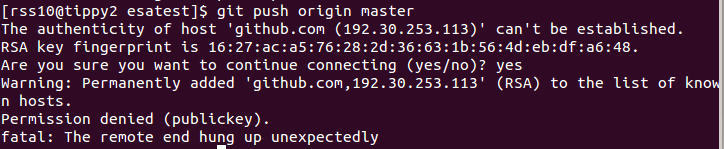 [rss10@tippy2 esatest]$ git push origin master
The authenticity of host 'github.com (192.30.253.113)' can't be established.
RSA key fingerprint is 16:27:ac:a5:76:28:2d:36:63:1b:56:4d:eb:df:a6:48.
Are you sure you want to continue connecting (yes/no)? yes
Warning: Permanently added 'github.com,192.30.253.113' (RSA) to the list of know
n hosts.
Permission denied (publickey).
fatal: The remote end hung up unexpectedly